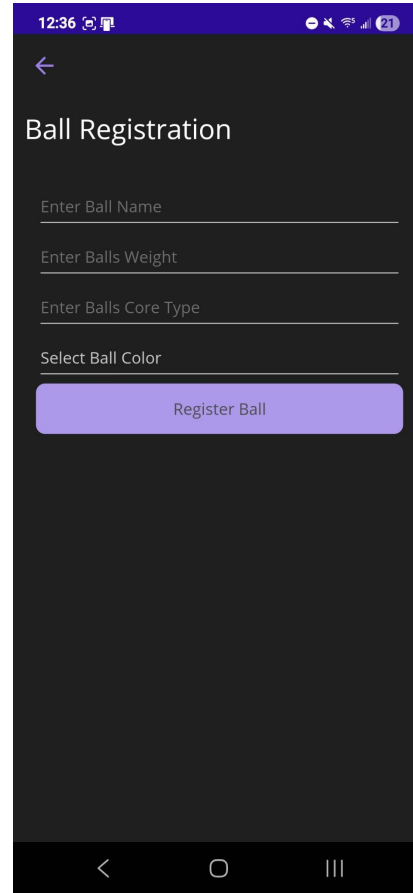 12:36
21
Ball Registration
Enter Ball Name
Enter Balls Weight
Enter Balls Core Type
Select Ball Color
Register Ball